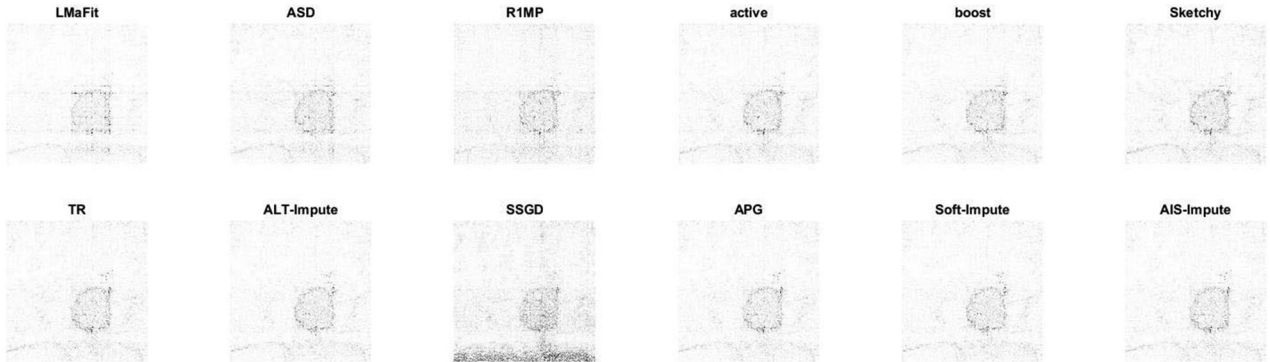 LMaFit ASD R1MP active boost Sketchy
TR ALT-Impute SSGD APG Soft-Impute AIS-Impute